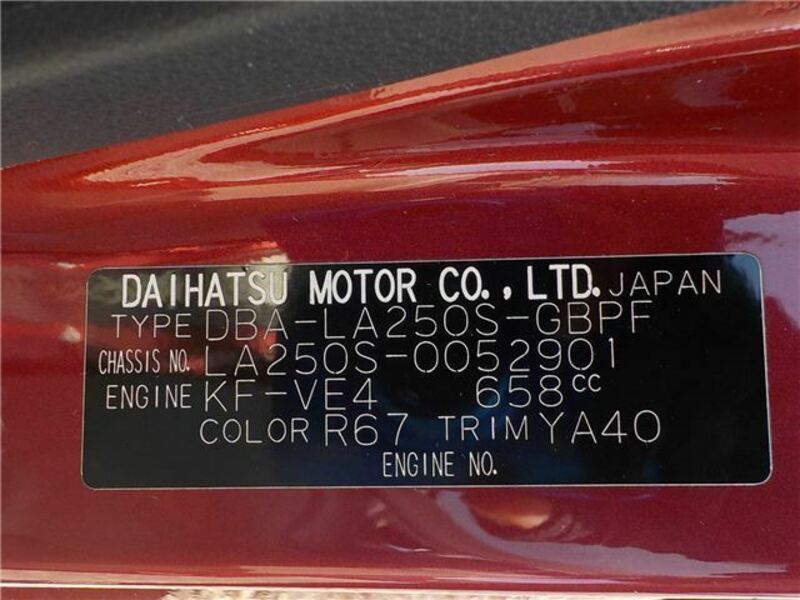 DAIHATSU MOTOR CO., LTD. JAPAN
TYPE DBA-LA250S-GBPF
CHASSIS NO. LA250S-0052901
ENGINE KF-VE4 658CC
COLOR R67 TRIM YA40
ENGINE NO.